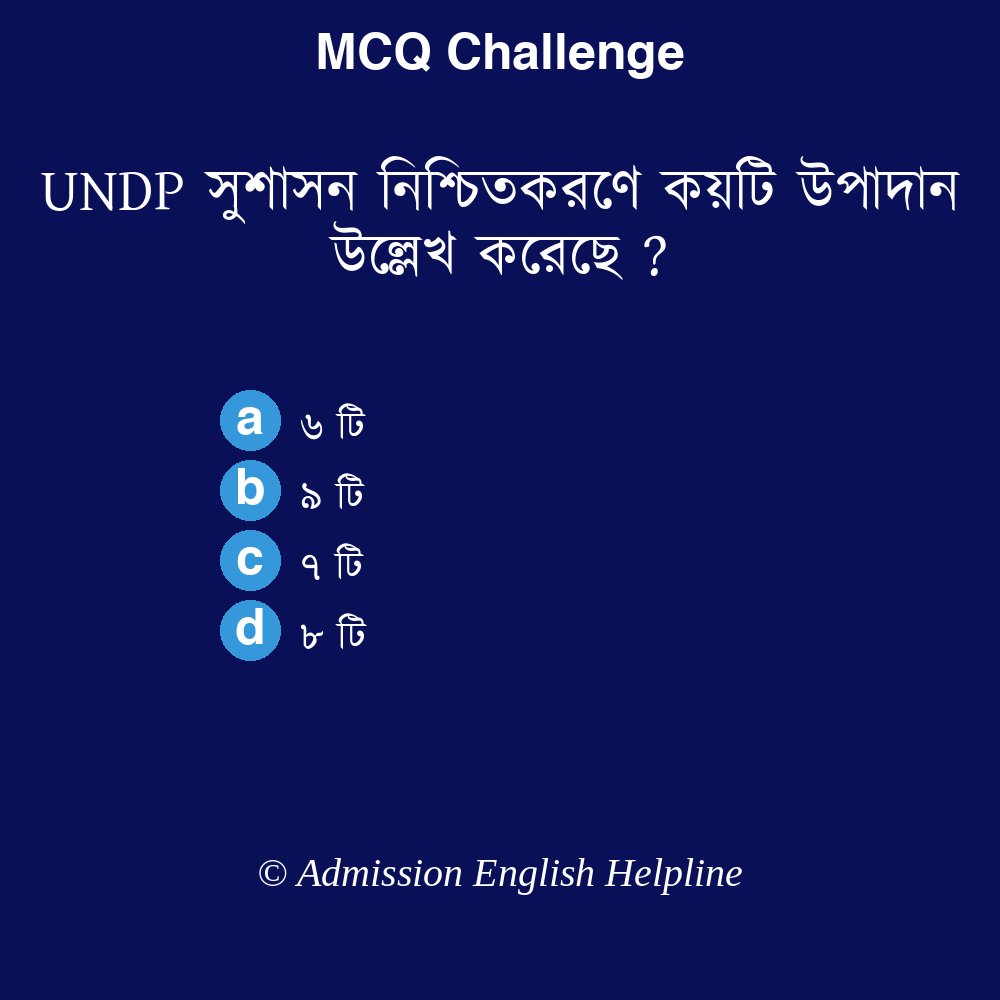 MCQ Challenge
UNDP সুশাসন নিশ্চিতকরণে কয়টি উপাদান
উল্লেখ করেছে ?
a ৬ টি
b ৯ টি
c ৭ টি
d ৮ টি
© Admission English Helpline